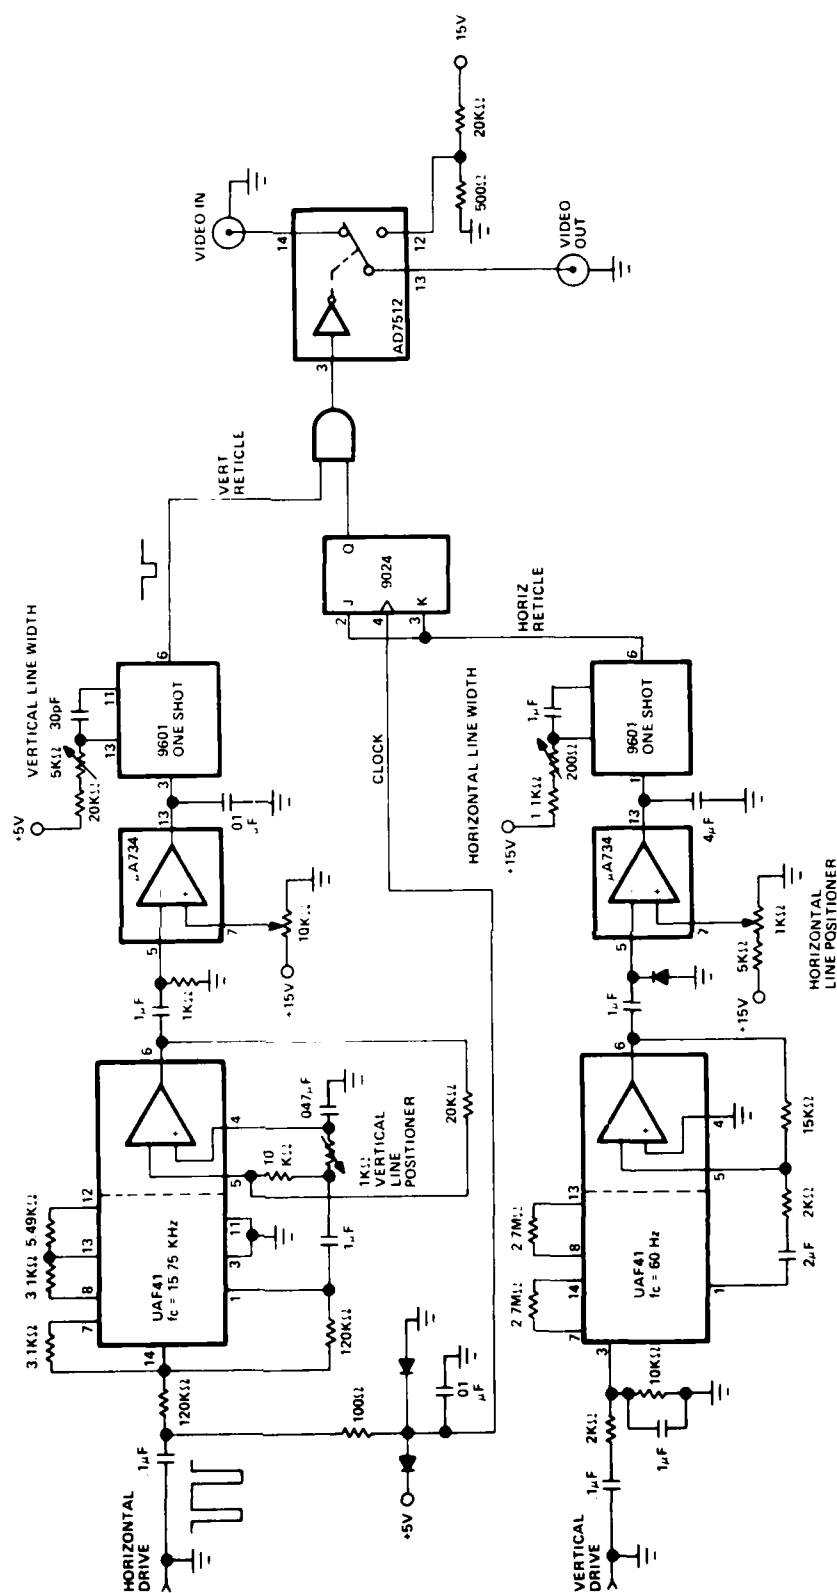 HORIZONTAL
DRIVE
.1μF
120KΩ
3.1KΩ
14
7
8
3 1KΩ
13
5.49KΩ
12
UAF41
fc = 15 75 KHz
1
3
11
5
4
6
120KΩ
1μF
10
KΩ
1KΩ
VERTICAL
LINE
POSITIONER
047μF
20KΩ
1μF
1KΩ
5
μA734
7
13
+15V
10KΩ
01
μF
+5V
20KΩ
5KΩ
30pF
VERTICAL LINE WIDTH
3
13
11
9601
ONE SHOT
6
VERT
RETICLE
100Ω
+5V
01
μF
CLOCK
2
J
4
9024
3
K
Q
HORIZ
RETICLE
3
AD7512
14
12
13
VIDEO IN
VIDEO
OUT
500Ω
20KΩ
15V
VERTICAL
DRIVE
.1μF
2KΩ
1μF
10KΩ
3
7
2 7MΩ
14
8
2 7MΩ
13
UAF41
fc = 60 Hz
1
5
4
6
2μF
2KΩ
15KΩ
1μF
5
μA734
7
13
+15V
5KΩ
1KΩ
HORIZONTAL
LINE POSITIONER
4μF
+15V
1 1KΩ
200Ω
1μF
HORIZONTAL LINE WIDTH
1
9601
ONE SHOT
6